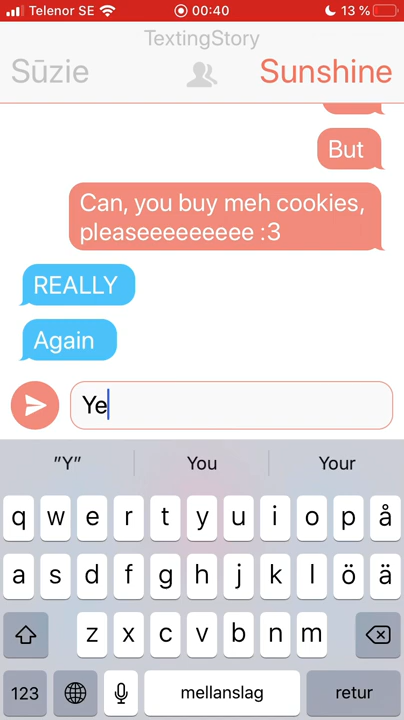 Telenor SE 00:40 13 %
TextingStory
Sūzie Sunshine
But
Can, you buy meh cookies,
pleaseeeeeeeee :3
REALLY
Again
Ye
"Y" You Your
q w e r t y u i o p å
a s d f g h j k l ö ä
z x c v b n m
123 mellanslag retur